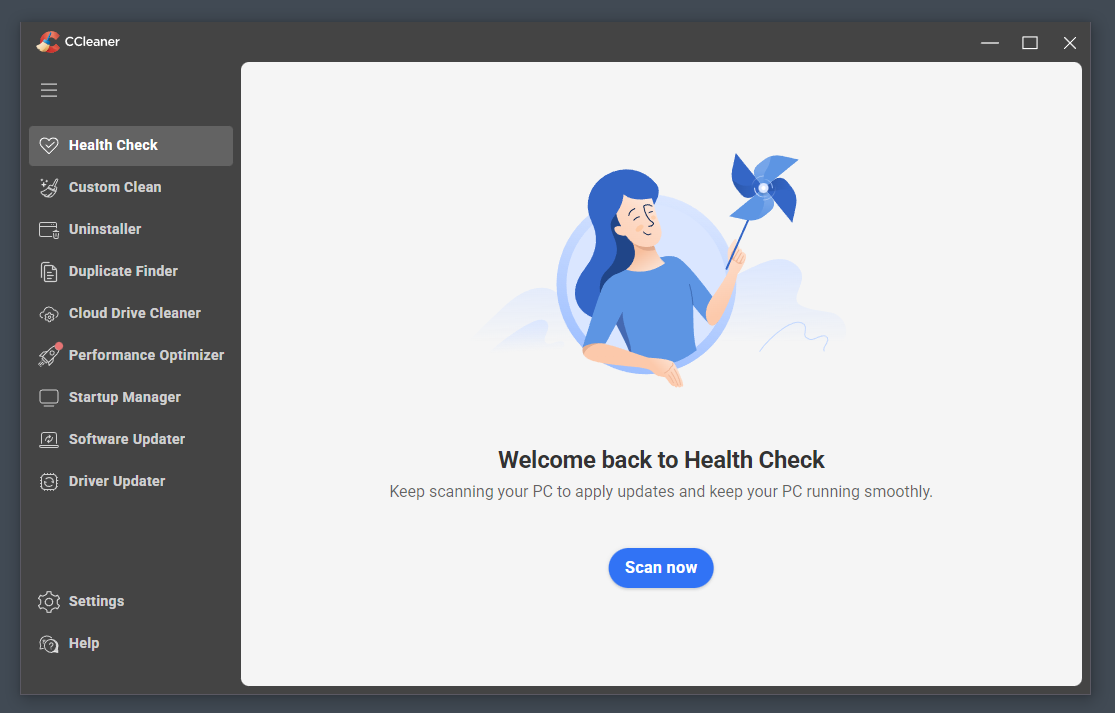 CCleaner
Health Check
Custom Clean
Uninstaller
Duplicate Finder
Cloud Drive Cleaner
Performance Optimizer
Startup Manager
Software Updater
Driver Updater
Settings
Help
Welcome back to Health Check
Keep scanning your PC to apply updates and keep your PC running smoothly.
Scan now